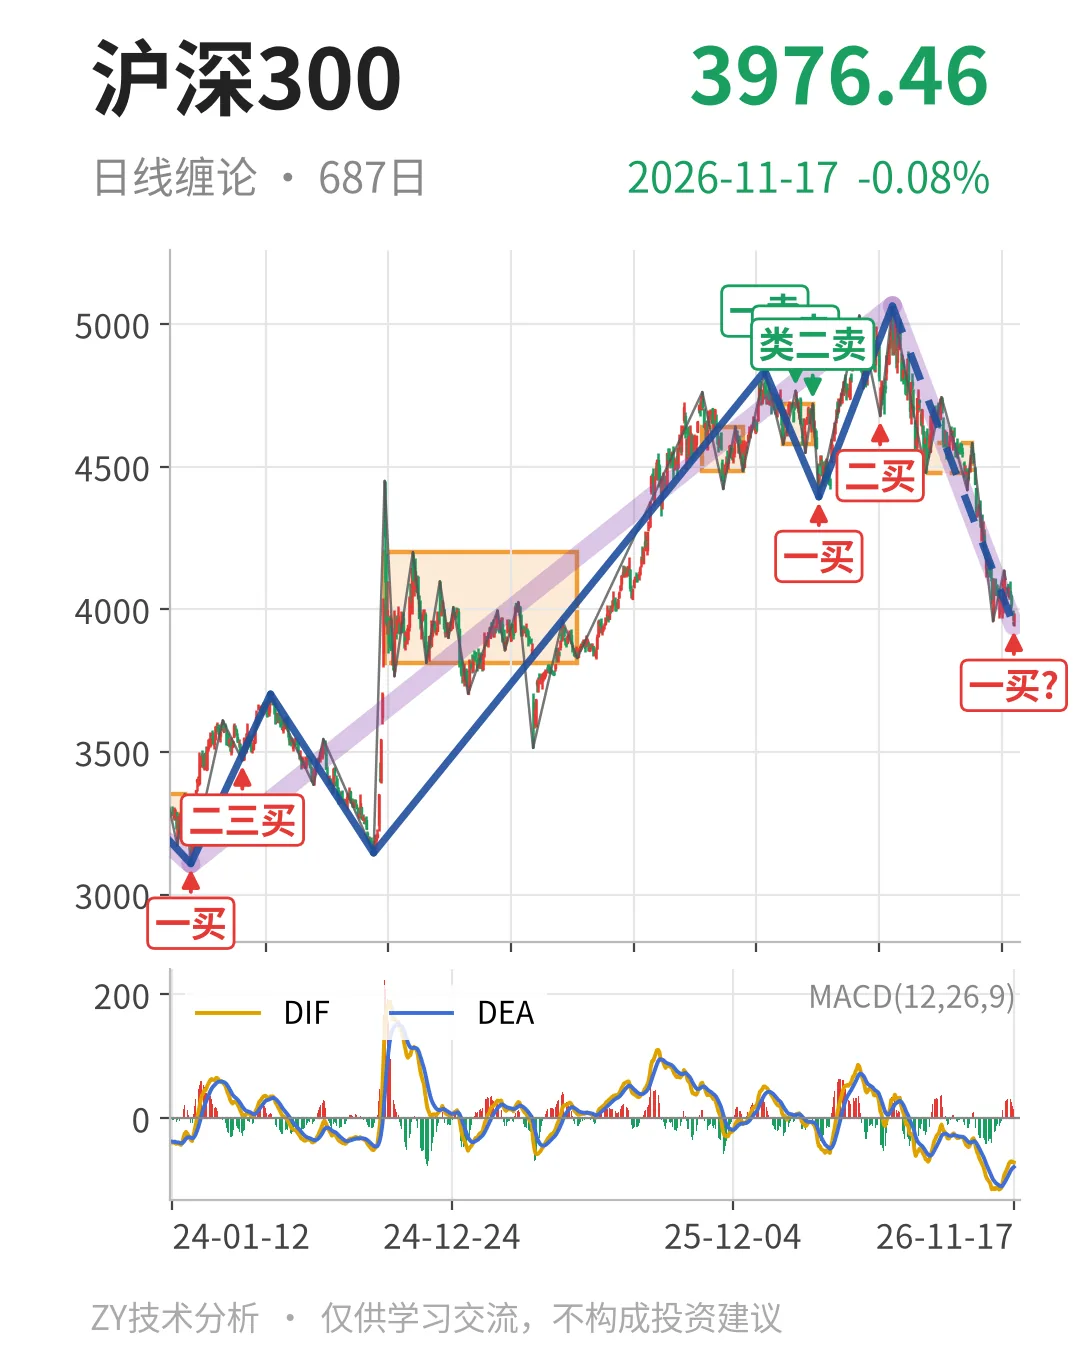 沪深300
3976.46
日线缠论 · 687日
2026-11-17 -0.08%
5000
4500
4000
3500
3000
类二卖
二买
一买
一买?
二三买
一买
200
0
DIF
DEA
MACD(12,26,9)
24-01-12
24-12-24
25-12-04
26-11-17
ZY技术分析 · 仅供学习交流，不构成投资建议